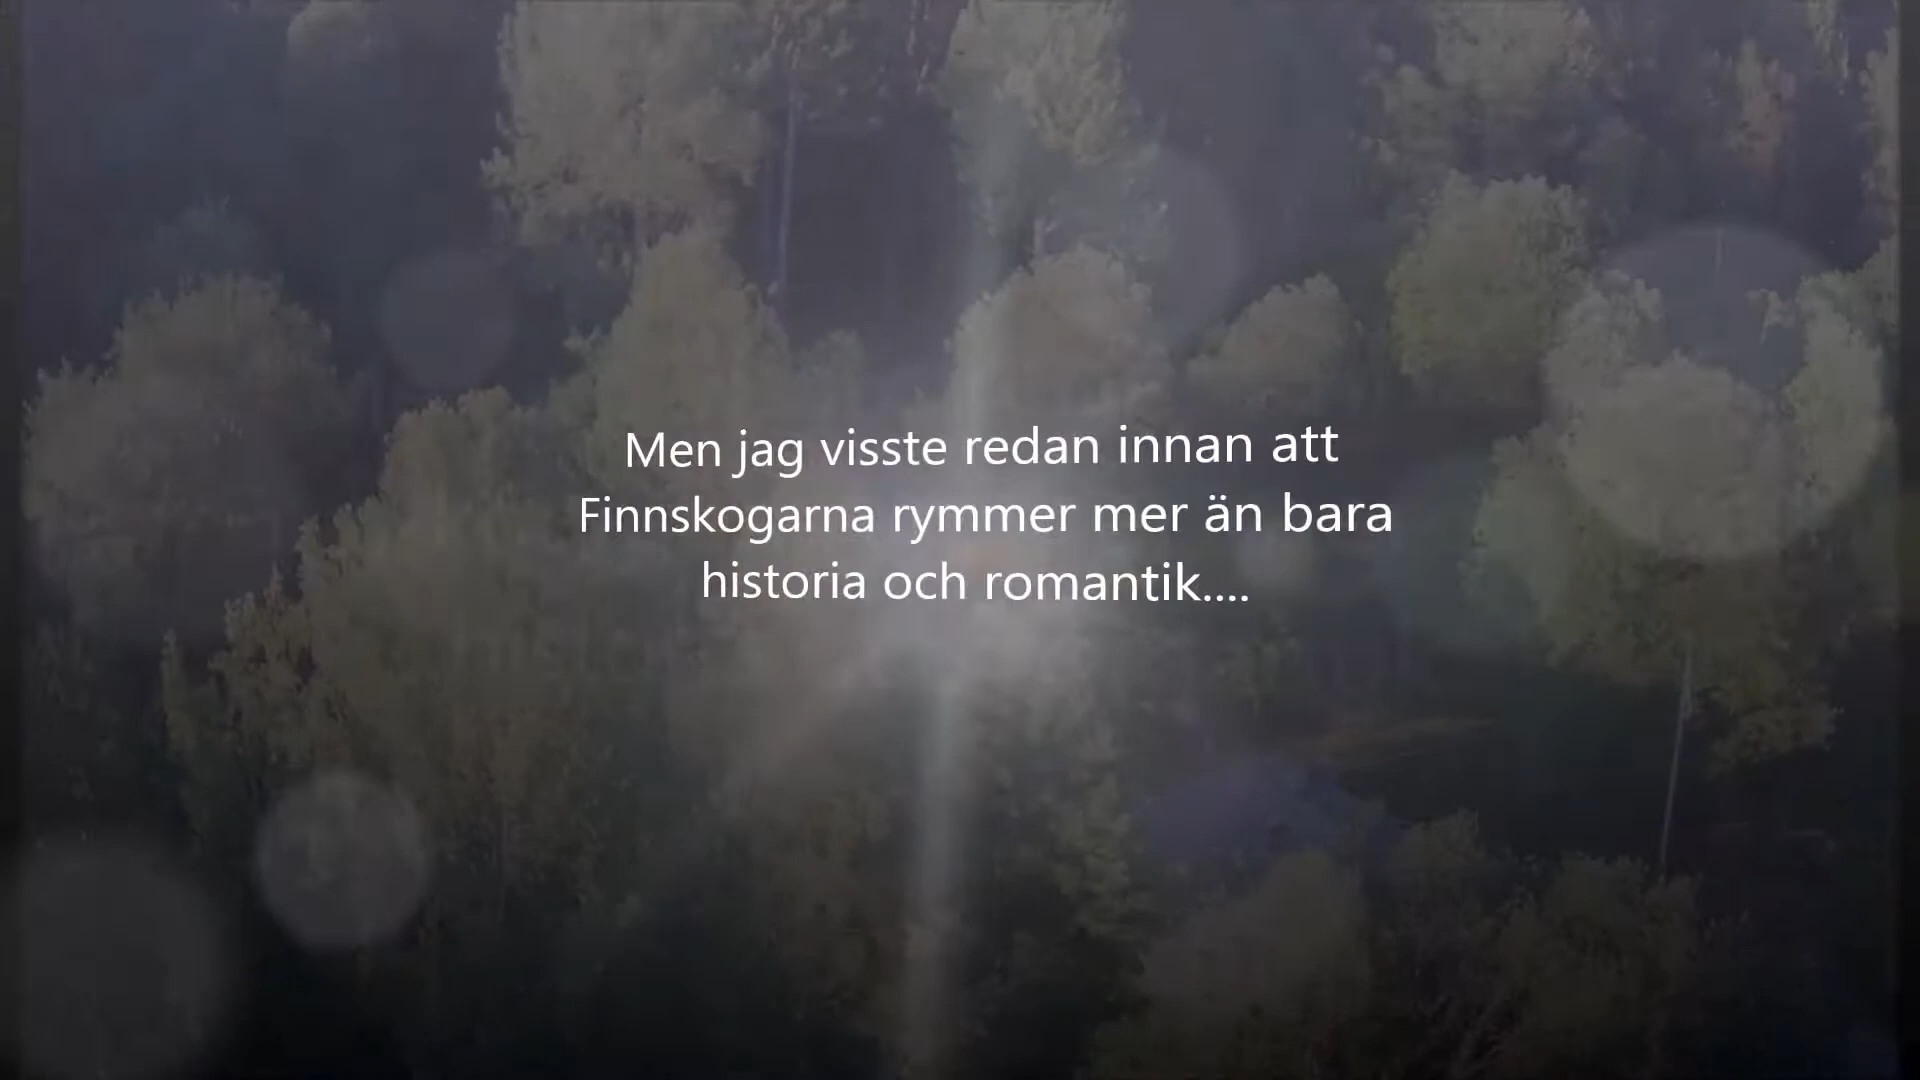 Men jag visste redan innan att
Finnskogarna rymmer mer än bara
historia och romantik....